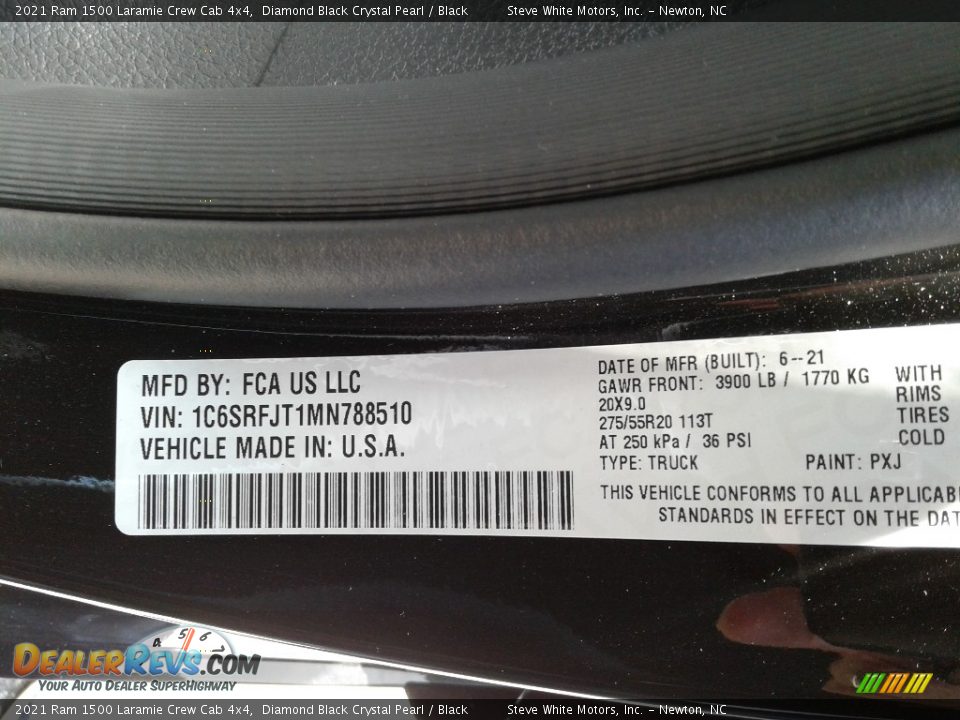 2021 Ram 1500 Laramie Crew Cab 4x4, Diamond Black Crystal Pearl / Black Steve White Motors, Inc. - Newton, NC
MFD BY: FCA US LLC
VIN: 1C6SRFJT1MN788510
VEHICLE MADE IN: U.S.A.
DATE OF MFR (BUILT): 6--21
GAWR FRONT: 3900 LB / 1770 KG
20X9.0
275/55R20 113T
AT 250 kPa / 36 PSI
WITH
RIMS
TIRES
COLD
TYPE: TRUCK PAINT: PXJ
THIS VEHICLE CONFORMS TO ALL APPLICABL
STANDARDS IN EFFECT ON THE DAT
4 5 6
DEALERREVS.COM
YOUR AUTO DEALER SUPERHIGHWAY
2021 Ram 1500 Laramie Crew Cab 4x4, Diamond Black Crystal Pearl / Black Steve White Motors, Inc. - Newton, NC